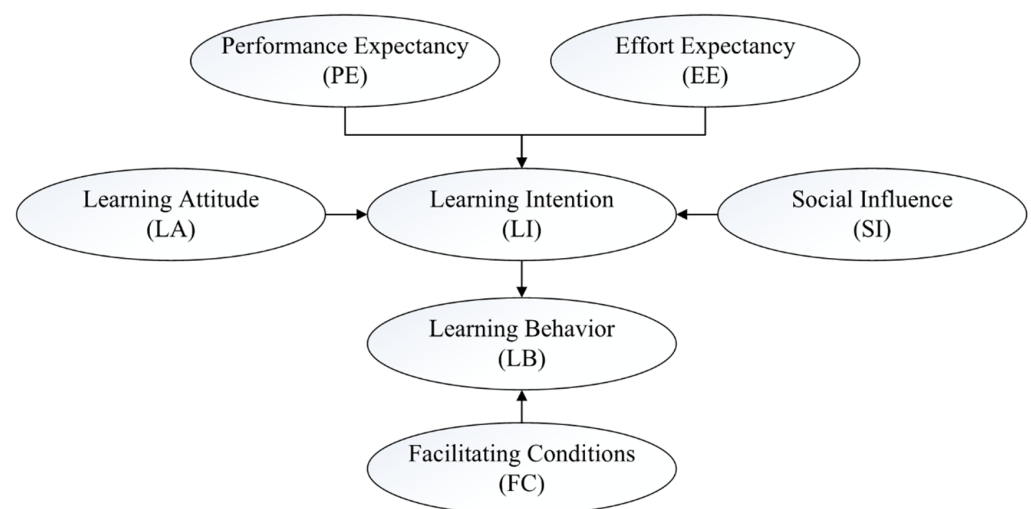 Performance Expectancy
(PE)
Effort Expectancy
(EE)
Learning Attitude
(LA)
Learning Intention
(LI)
Social Influence
(SI)
Learning Behavior
(LB)
Facilitating Conditions
(FC)